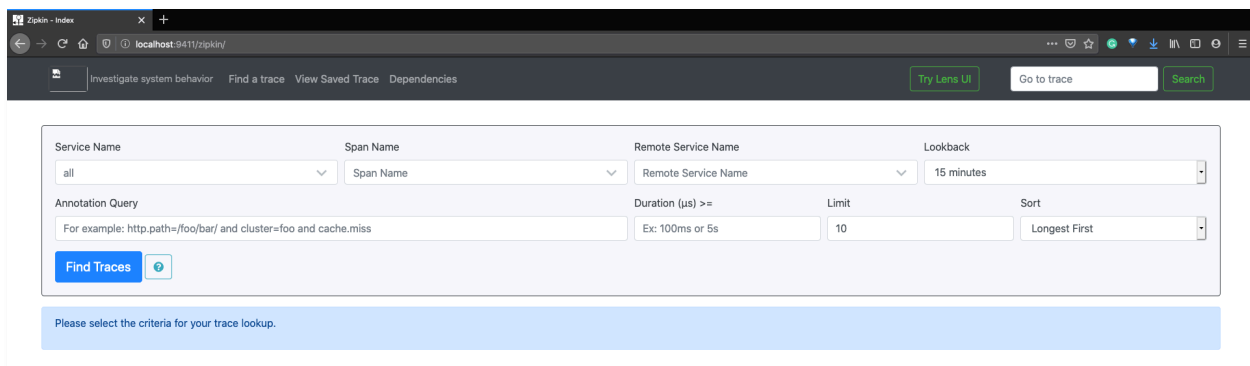 Zipkin - Index
localhost:9411/zipkin/
Investigate system behavior Find a trace View Saved Trace Dependencies Try Lens UI Go to trace Search
Service Name Span Name Remote Service Name Lookback
all Span Name Remote Service Name 15 minutes
Annotation Query Duration (μs) >= Limit Sort
For example: http.path=/foo/bar/ and cluster=foo and cache.miss Ex: 100ms or 5s 10 Longest First
Find Traces
Please select the criteria for your trace lookup.